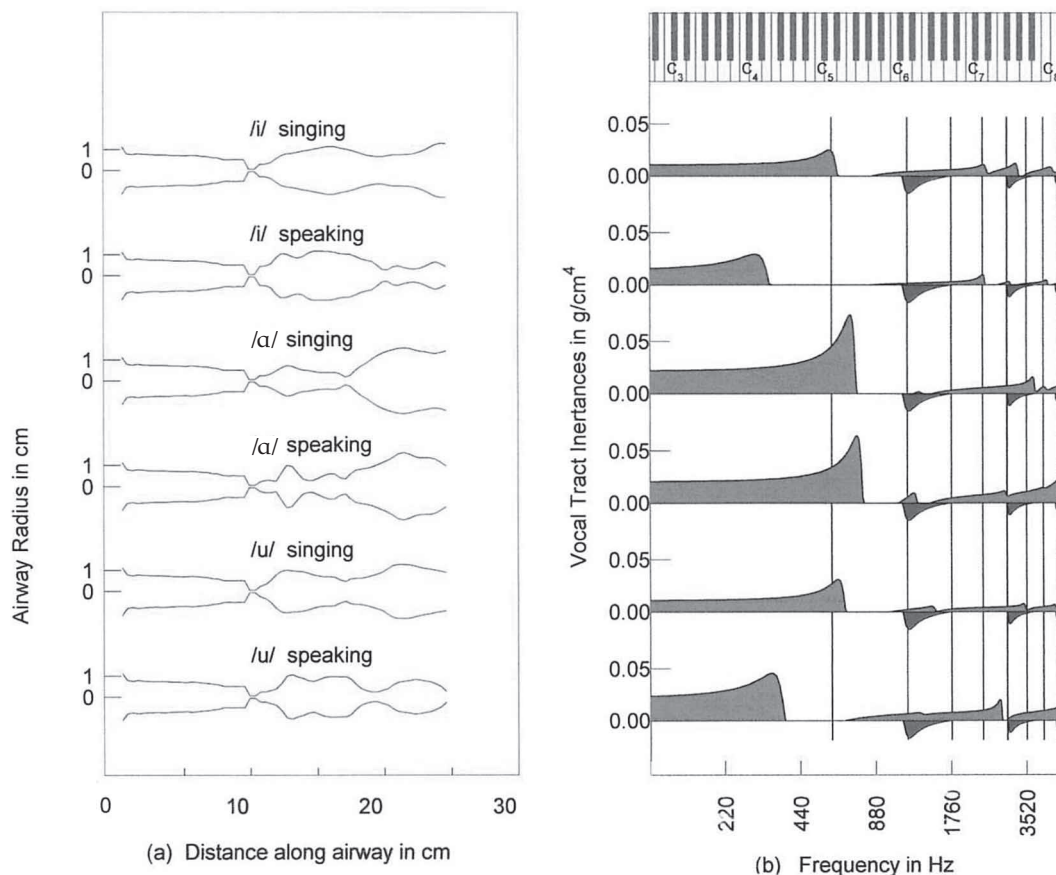 Airway Radius in cm
/i/ singing
1
0
/i/ speaking
1
0
/ɑ/ singing
1
0
/ɑ/ speaking
1
0
/u/ singing
1
0
/u/ speaking
1
0
0 10 20 30
(a) Distance along airway in cm
C3 C4 C5 C6 C7
Vocal Tract Inertances in g/cm⁴
0.05
0.00
0.05
0.00
0.05
0.00
0.05
0.00
0.05
0.00
0.05
0.00
220 440 880 1760 3520
(b) Frequency in Hz